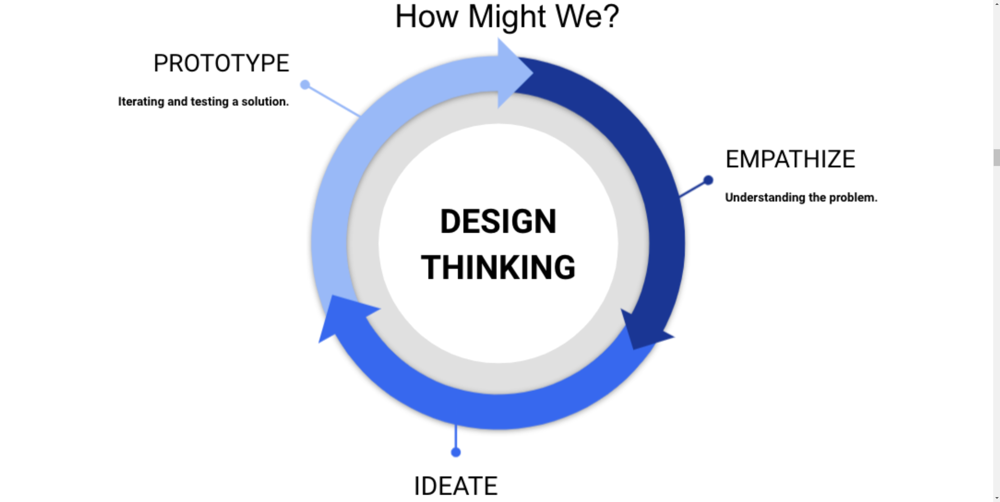 How Might We?
PROTOTYPE
Iterating and testing a solution.
EMPATHIZE
Understanding the problem.
DESIGN
THINKING
IDEATE